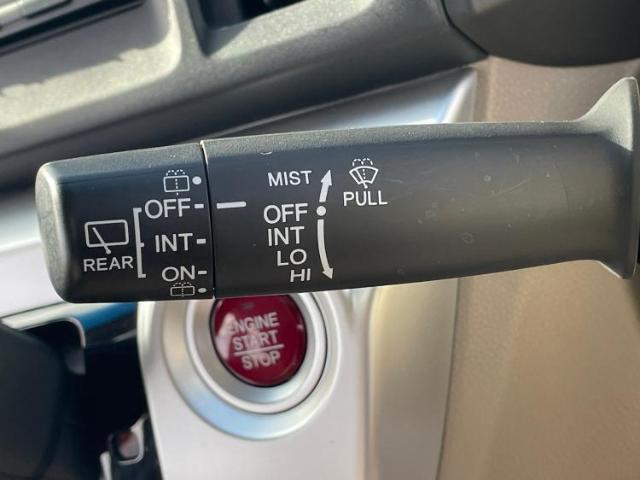 OFF
INT
ON
REAR
MIST
OFF
INT
LO
HI
PULL
ENGINE
START
STOP